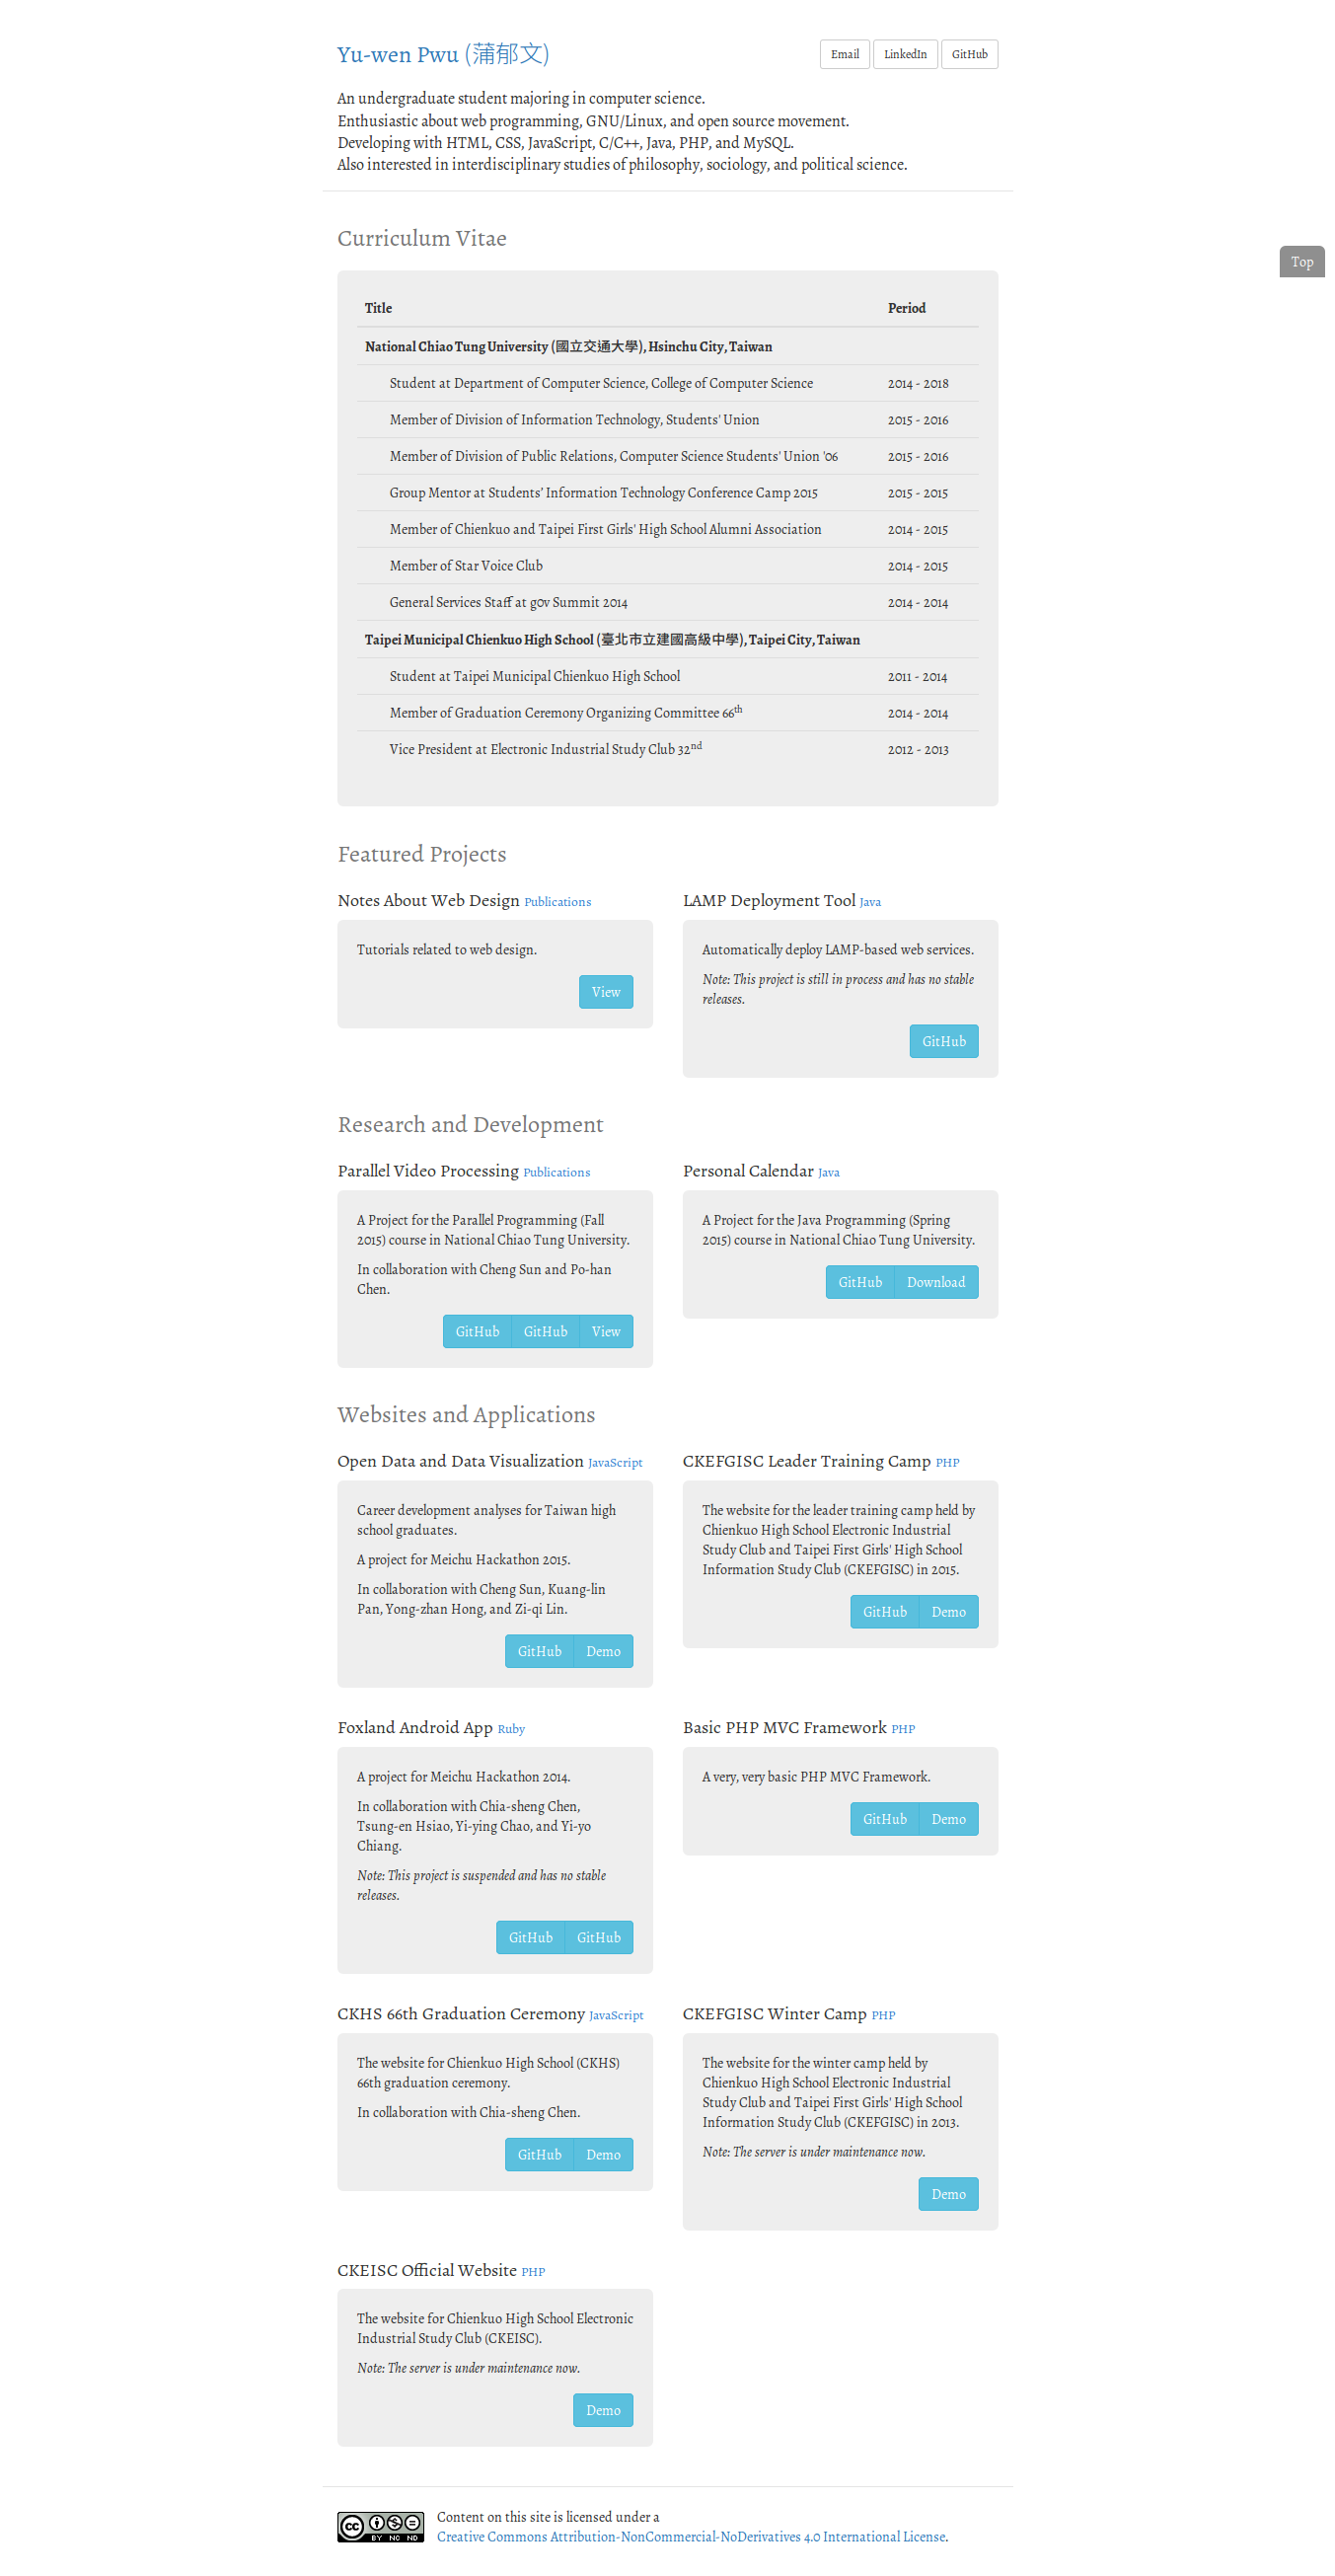 Yu-wen Pwu (蒲郁文)
Email LinkedIn GitHub
An undergraduate student majoring in computer science.
Enthusiastic about web programming, GNU/Linux, and open source movement.
Developing with HTML, CSS, JavaScript, C/C++, Java, PHP, and MySQL.
Also interested in interdisciplinary studies of philosophy, sociology, and political science.
Curriculum Vitae
Top
Title Period
National Chiao Tung University (國立交通大學), Hsinchu City, Taiwan
Student at Department of Computer Science, College of Computer Science 2014 - 2018
Member of Division of Information Technology, Students' Union 2015 - 2016
Member of Division of Public Relations, Computer Science Students' Union '06 2015 - 2016
Group Mentor at Students' Information Technology Conference Camp 2015 2015 - 2015
Member of Chienkuo and Taipei First Girls' High School Alumni Association 2014 - 2015
Member of Star Voice Club 2014 - 2015
General Services Staff at g0v Summit 2014 2014 - 2014
Taipei Municipal Chienkuo High School (臺北市立建國高級中學), Taipei City, Taiwan
Student at Taipei Municipal Chienkuo High School 2011 - 2014
Member of Graduation Ceremony Organizing Committee 66th 2014 - 2014
Vice President at Electronic Industrial Study Club 32nd 2012 - 2013
Featured Projects
Notes About Web Design Publications
Tutorials related to web design.
View
LAMP Deployment Tool Java
Automatically deploy LAMP-based web services.
Note: This project is still in process and has no stable
releases.
GitHub
Research and Development
Parallel Video Processing Publications
A Project for the Parallel Programming (Fall
2015) course in National Chiao Tung University.
In collaboration with Cheng Sun and Po-han
Chen.
GitHub GitHub View
Personal Calendar Java
A Project for the Java Programming (Spring
2015) course in National Chiao Tung University.
GitHub Download
Websites and Applications
Open Data and Data Visualization JavaScript
Career development analyses for Taiwan high
school graduates.
A project for Meichu Hackathon 2015.
In collaboration with Cheng Sun, Kuang-lin
Pan, Yong-zhan Hong, and Zi-qi Lin.
GitHub Demo
CKEFGISC Leader Training Camp PHP
The website for the leader training camp held by
Chienkuo High School Electronic Industrial
Study Club and Taipei First Girls' High School
Information Study Club (CKEFGISC) in 2015.
GitHub Demo
Foxland Android App Ruby
A project for Meichu Hackathon 2014.
In collaboration with Chia-sheng Chen,
Tsung-en Hsiao, Yi-ying Chao, and Yi-yo
Chiang.
Note: This project is suspended and has no stable
releases.
GitHub GitHub
Basic PHP MVC Framework PHP
A very, very basic PHP MVC Framework.
GitHub Demo
CKHS 66th Graduation Ceremony JavaScript
The website for Chienkuo High School (CKHS)
66th graduation ceremony.
In collaboration with Chia-sheng Chen.
GitHub Demo
CKEFGISC Winter Camp PHP
The website for the winter camp held by
Chienkuo High School Electronic Industrial
Study Club and Taipei First Girls' High School
Information Study Club (CKEFGISC) in 2013.
Note: The server is under maintenance now.
Demo
CKEISC Official Website PHP
The website for Chienkuo High School Electronic
Industrial Study Club (CKEISC).
Note: The server is under maintenance now.
Demo
cc BY NC ND
Content on this site is licensed under a
Creative Commons Attribution-NonCommercial-NoDerivatives 4.0 International License.